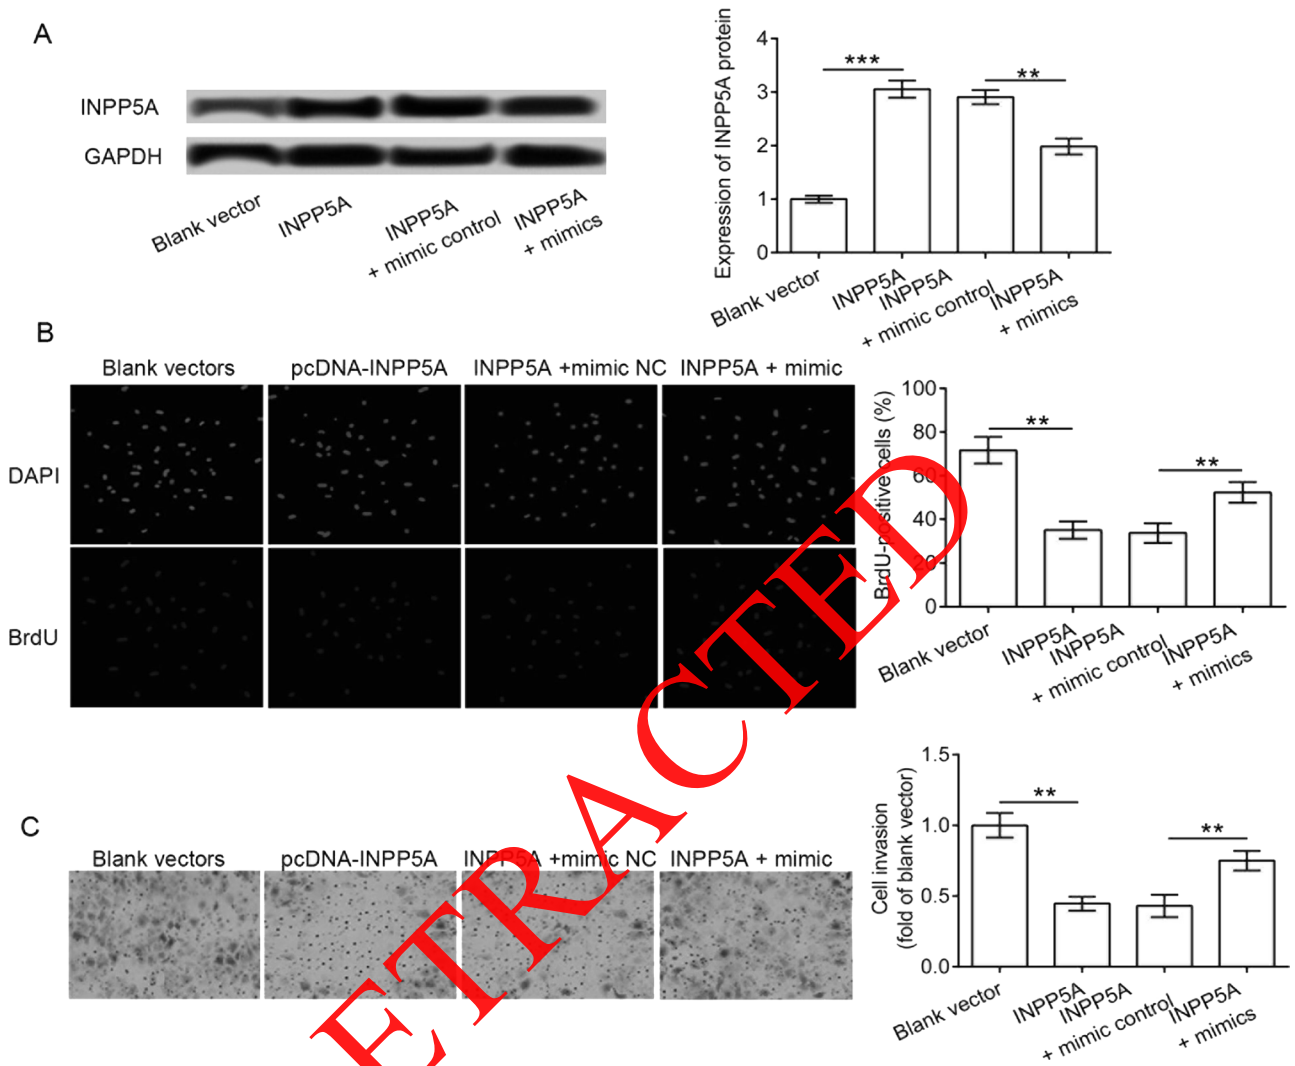 A
INPP5A
GAPDH
Blank vector
INPP5A
INPP5A
+ mimic control
INPP5A
+ mimics
Expression of INPP5A protein
4
3
2
1
0
***
**
Blank vector
INPP5A
INPP5A
+ mimic control
INPP5A
+ mimics
B
Blank vectors
pcDNA-INPP5A
INPP5A +mimic NC
INPP5A + mimic
DAPI
BrdU
BrdU-positive cells (%)
100
80
60
40
20
0
**
**
Blank vector
INPP5A
INPP5A
+ mimic control
INPP5A
+ mimics
C
Blank vectors
pcDNA-INPP5A
INPP5A +mimic NC
INPP5A + mimic
Cell invasion
(fold of blank vector)
1.5
1.0
0.5
0.0
**
**
Blank vector
INPP5A
INPP5A
+ mimic control
INPP5A
+ mimics
ETRACTED